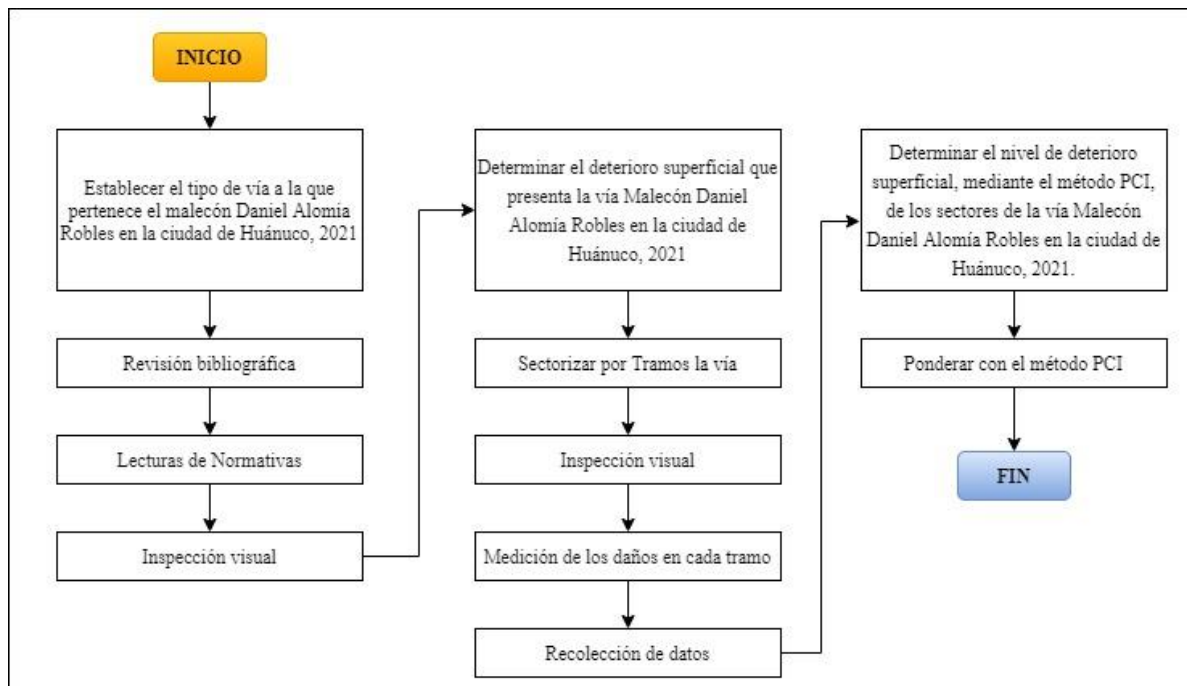 INICIO
Establecer el tipo de vía a la que
pertenece el malecón Daniel Alomía
Robles en la ciudad de Huánuco, 2021
Revisión bibliográfica
Lecturas de Normativas
Inspección visual
Determinar el deterioro superficial que
presenta la vía Malecón Daniel
Alomía Robles en la ciudad de
Huánuco, 2021
Sectorizar por Tramos la vía
Inspección visual
Medición de los daños en cada tramo
Recolección de datos
Determinar el nivel de deterioro
superficial, mediante el método PCI,
de los sectores de la vía Malecón
Daniel Alomía Robles en la ciudad de
Huánuco, 2021.
Ponderar con el método PCI
FIN